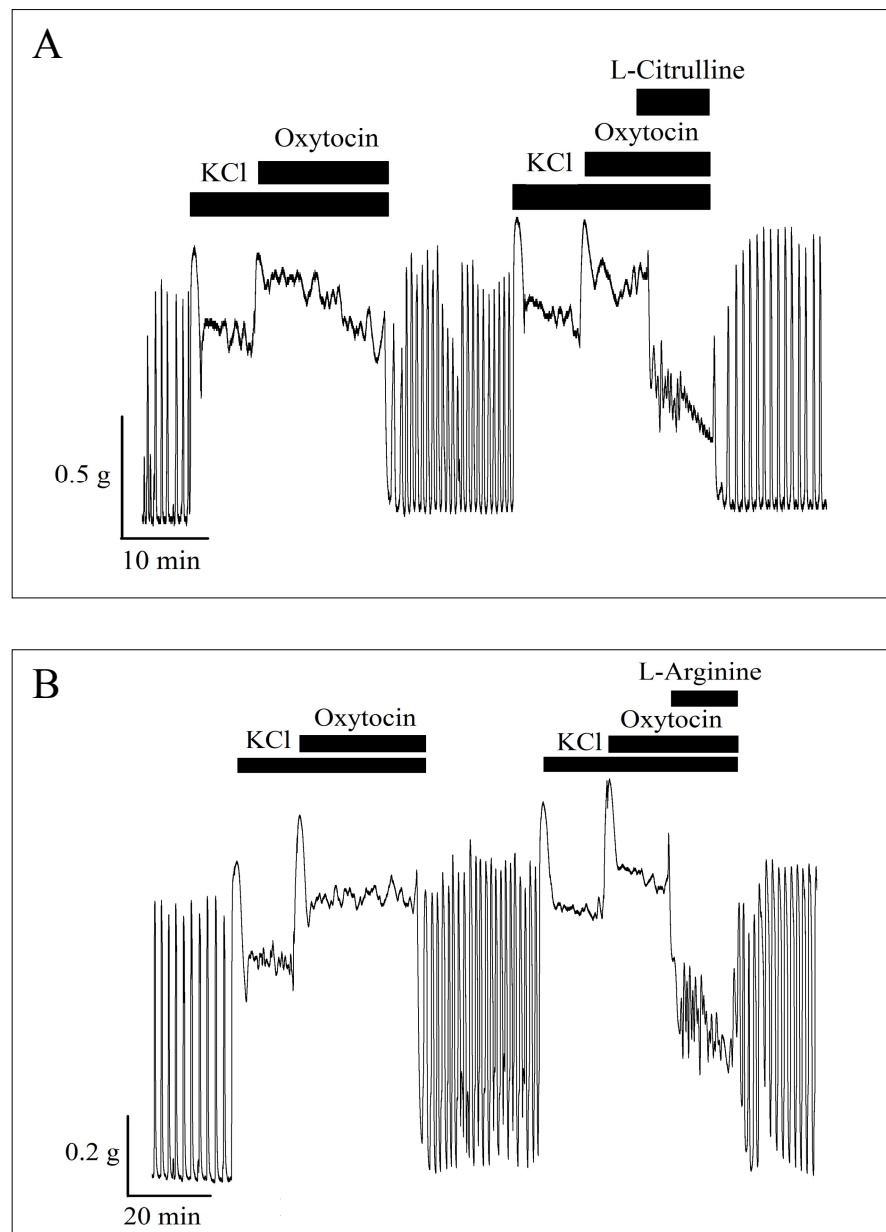 A
L-Citrulline
Oxytocin
Oxytocin
KCl
KCl
0.5 g
10 min
B
L-Arginine
Oxytocin
Oxytocin
KCl
KCl
0.2 g
20 min